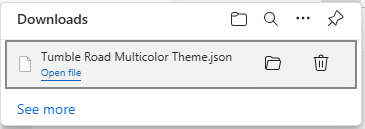 Downloads
Tumble Road Multicolor Theme.json
Open file
See more